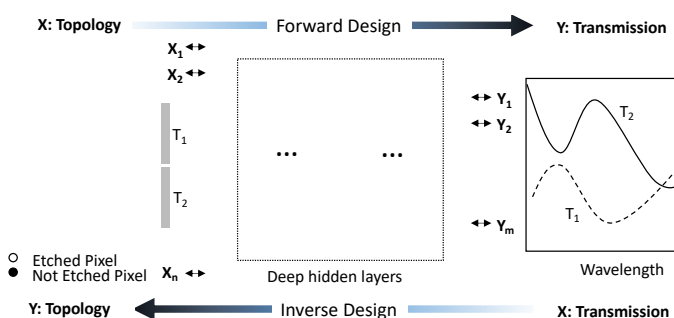 X: Topology
Forward Design
Y: Transmission
X1
X2
Y1
Y2
T2
T1
T2
T1
Ym
Etched Pixel
Not Etched Pixel
Xn
Deep hidden layers
Wavelength
Y: Topology
Inverse Design
X: Transmission